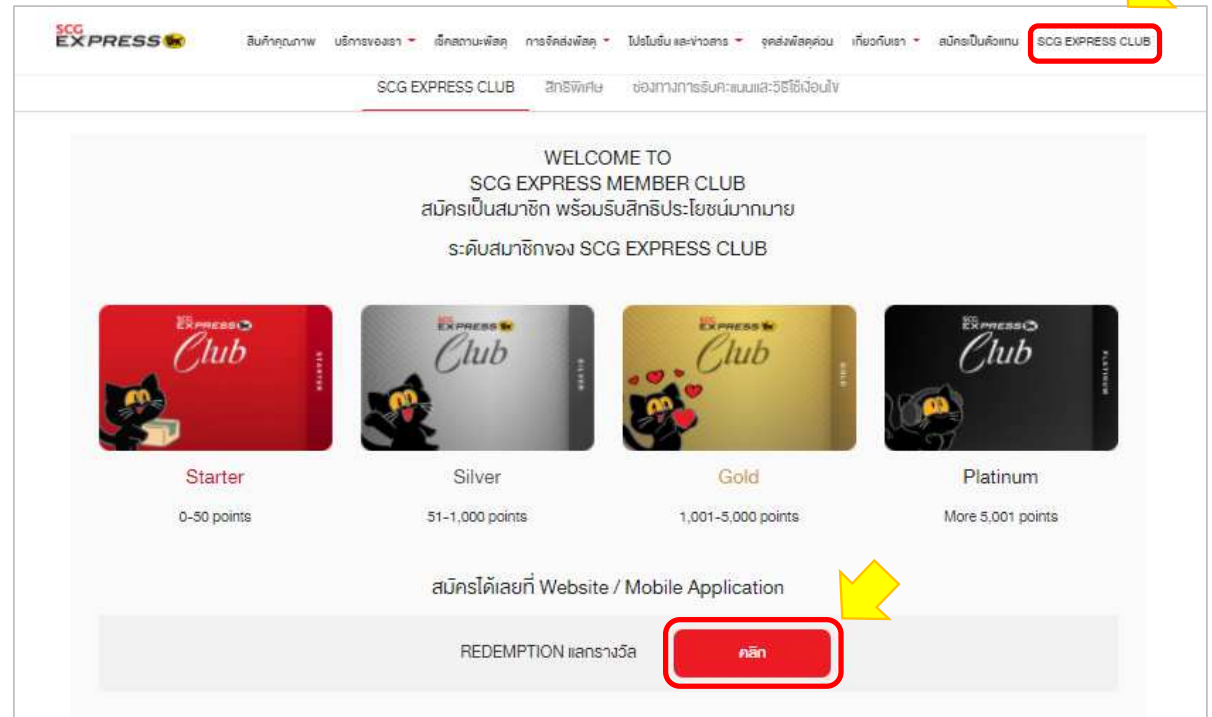 SCG
EXPRESS
สินค้าคุณภาพ บริการของเรา เช็คสถานะพัสดุ การจัดส่งพัสดุ โปรโมชั่น และข่าวสาร จุดส่งพัสดุด่วน เกี่ยวกับเรา สมัครเป็นตัวแทน SCG EXPRESS CLUB
SCG EXPRESS CLUB สิทธิพิเศษ ช่องทางการรับคะแนนและวิธีใช้เงื่อนไข
WELCOME TO
SCG EXPRESS MEMBER CLUB
สมัครเป็นสมาชิก พร้อมรับสิทธิประโยชน์มากมาย
ระดับสมาชิกของ SCG EXPRESS CLUB
SCG EXPRESS Club STARTER
SCG EXPRESS Club SILVER
SCG EXPRESS Club GOLD
SCG EXPRESS Club PLATINUM
Starter Silver Gold Platinum
0-50 points 51-1,000 points 1,001-5,000 points More 5,001 points
สมัครได้เลยที่ Website / Mobile Application
REDEMPTION แลกรางวัล คลิก